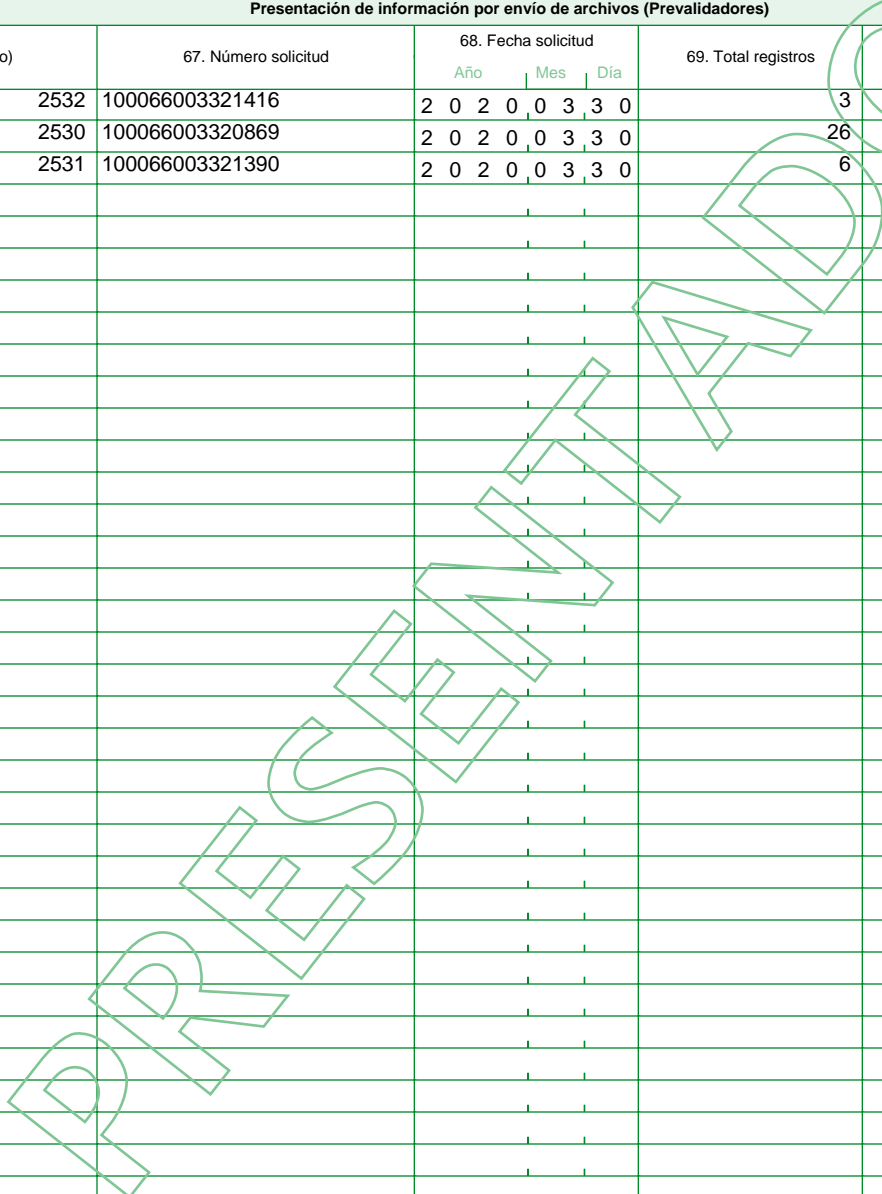 Presentación de información por envío de archivos (Prevalidadores)
o) 67. Número solicitud 68. Fecha solicitud 69. Total registros
Año Mes Día
2532 100066003321416 2 0 2 0 0 3 3 0 3
2530 100066003320869 2 0 2 0 0 3 3 0 26
2531 100066003321390 2 0 2 0 0 3 3 0 6
PRESENTADO